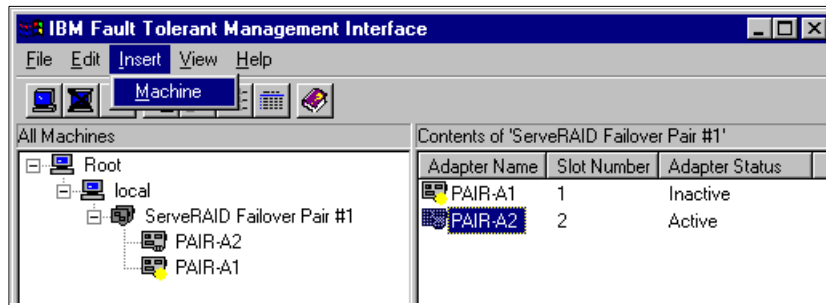 IBM Fault Tolerant Management Interface
File Edit Insert View Help
Machine
All Machines
Contents of 'ServeRAID Failover Pair #1'
Root
local
ServeRAID Failover Pair #1
PAIR-A2
PAIR-A1
Adapter Name Slot Number Adapter Status
PAIR-A1 1 Inactive
PAIR-A2 2 Active